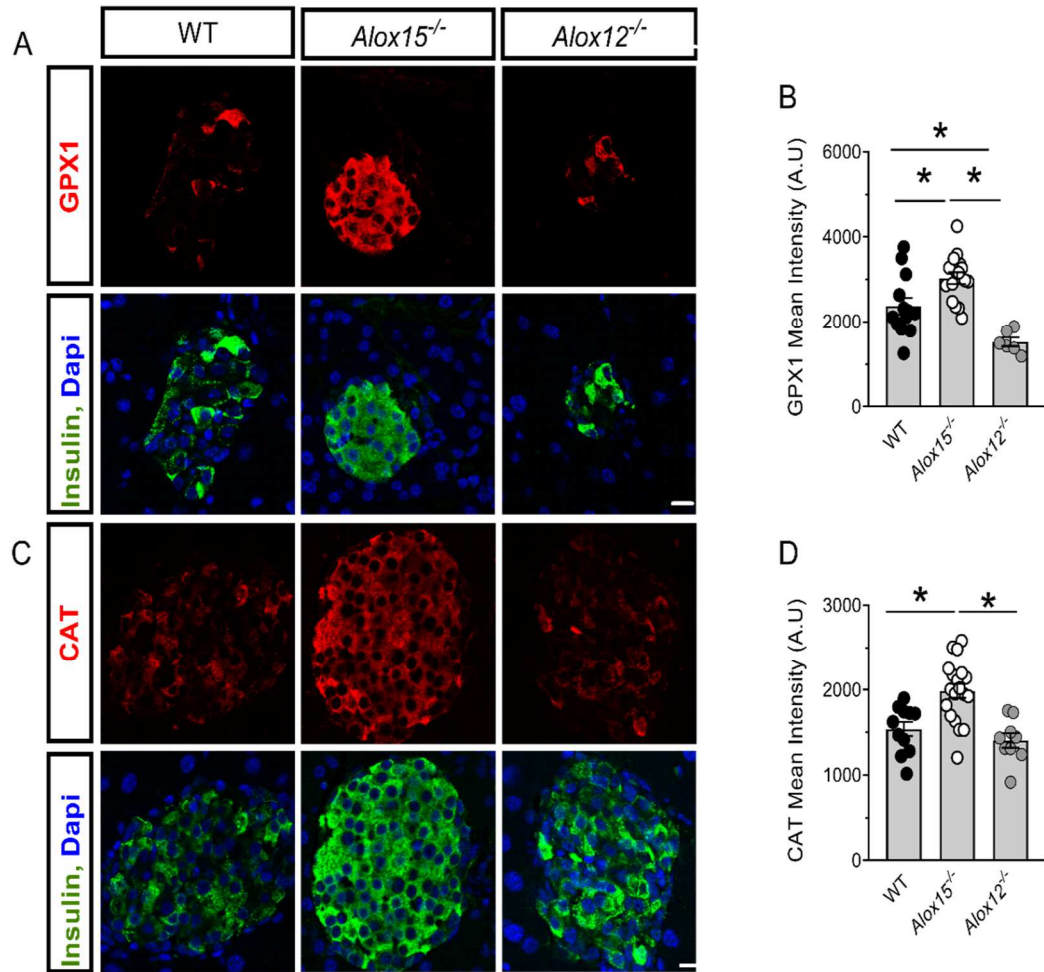 A
WT
Alox15-/-
Alox12-/-
GPX1
Insulin, Dapi
B
GPX1 Mean Intensity (A.U)
6000
4000
2000
0
*
*
*
WT
Alox15-/-
Alox12-/-
C
CAT
Insulin, Dapi
D
CAT Mean Intensity (A.U)
3000
2000
1000
0
*
*
WT
Alox15-/-
Alox12-/-